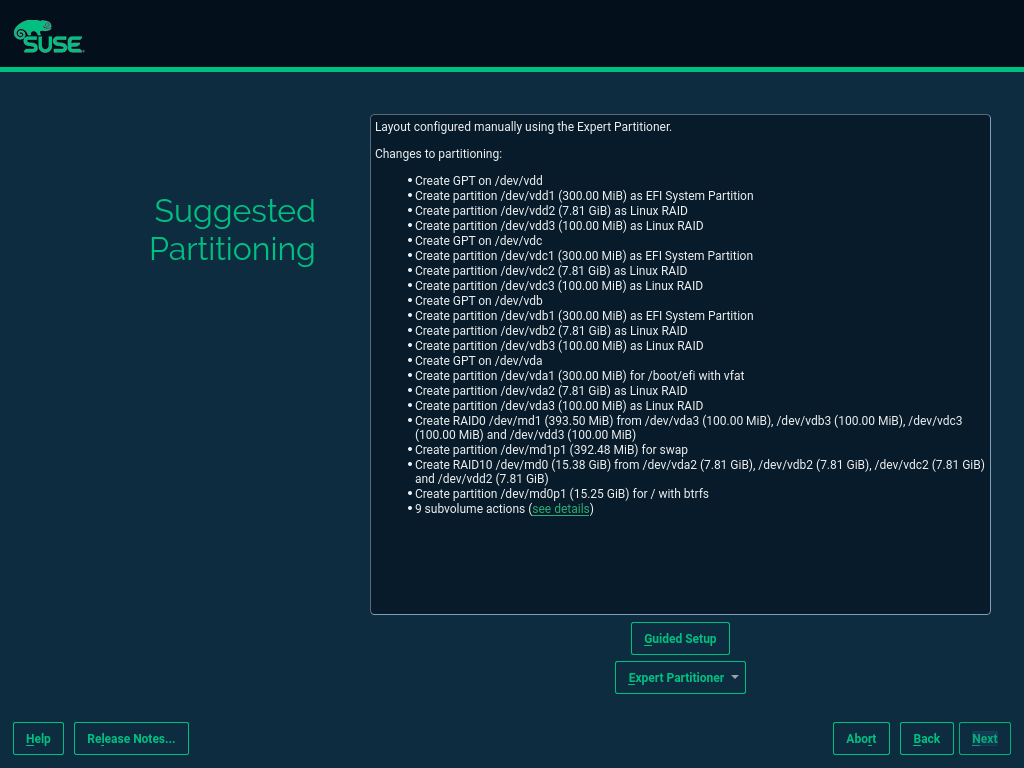 SUSE
Suggested
Partitioning
Layout configured manually using the Expert Partitioner.
Changes to partitioning:
• Create GPT on /dev/vdd
• Create partition /dev/vdd1 (300.00 MiB) as EFI System Partition
• Create partition /dev/vdd2 (7.81 GiB) as Linux RAID
• Create partition /dev/vdd3 (100.00 MiB) as Linux RAID
• Create GPT on /dev/vdc
• Create partition /dev/vdc1 (300.00 MiB) as EFI System Partition
• Create partition /dev/vdc2 (7.81 GiB) as Linux RAID
• Create partition /dev/vdc3 (100.00 MiB) as Linux RAID
• Create GPT on /dev/vdb
• Create partition /dev/vdb1 (300.00 MiB) as EFI System Partition
• Create partition /dev/vdb2 (7.81 GiB) as Linux RAID
• Create partition /dev/vdb3 (100.00 MiB) as Linux RAID
• Create GPT on /dev/vda
• Create partition /dev/vda1 (300.00 MiB) for /boot/efi with vfat
• Create partition /dev/vda2 (7.81 GiB) as Linux RAID
• Create partition /dev/vda3 (100.00 MiB) as Linux RAID
• Create RAID0 /dev/md1 (393.50 MiB) from /dev/vda3 (100.00 MiB), /dev/vdb3 (100.00 MiB), /dev/vdc3
(100.00 MiB) and /dev/vdd3 (100.00 MiB)
• Create partition /dev/md1p1 (392.48 MiB) for swap
• Create RAID10 /dev/md0 (15.38 GiB) from /dev/vda2 (7.81 GiB), /dev/vdb2 (7.81 GiB), /dev/vdc2 (7.81 GiB)
and /dev/vdd2 (7.81 GiB)
• Create partition /dev/md0p1 (15.25 GiB) for / with btrfs
• 9 subvolume actions (see details)
Guided Setup
Expert Partitioner
Help
Release Notes...
Abort
Back
Next